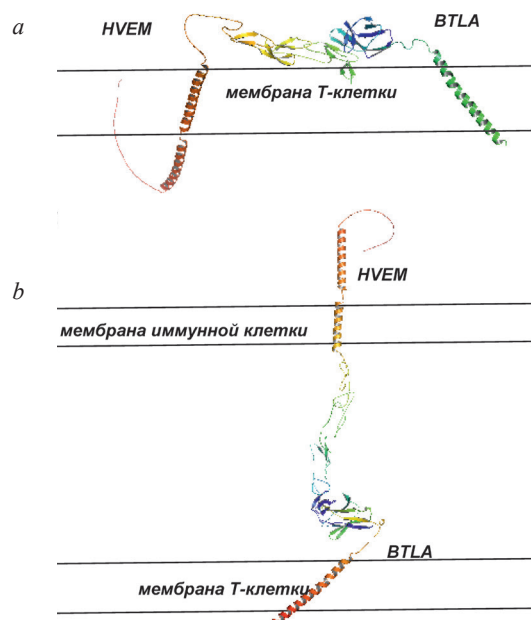 a
HVEM
BTLA
мембрана Т-клетки
b
HVEM
мембрана иммунной клетки
BTLA
мембрана Т-клетки